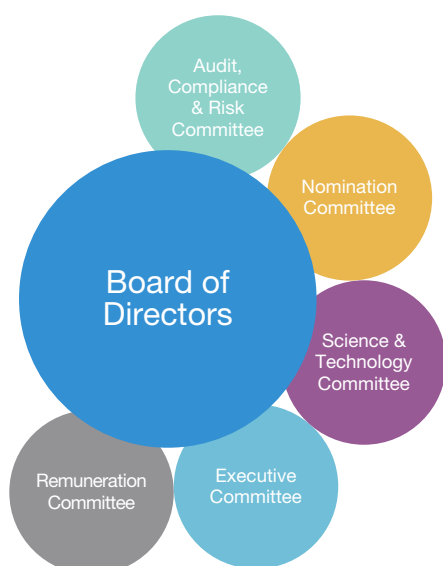 Audit,
Compliance
& Risk
Committee
Nomination
Committee
Board of
Directors
Science &
Technology
Committee
Remuneration
Committee
Executive
Committee